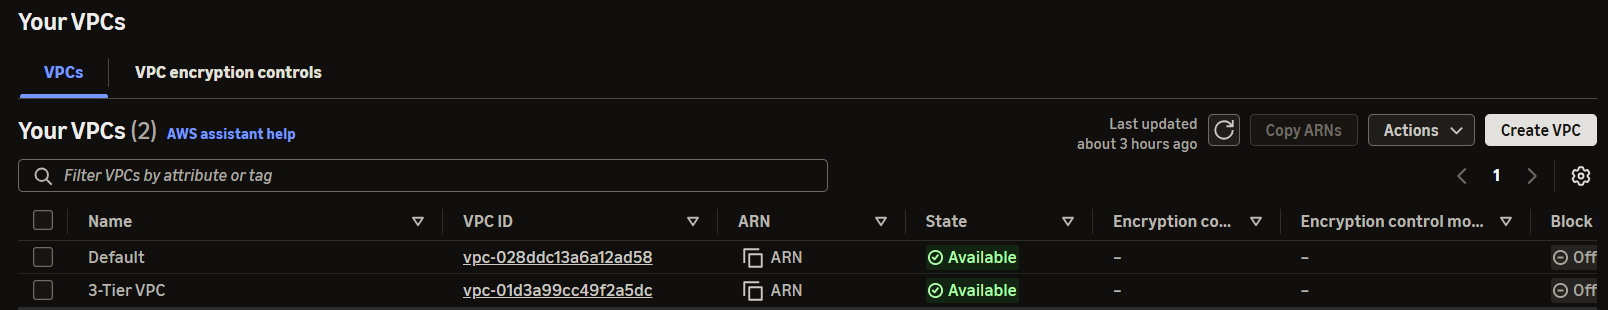 Your VPCs
VPCs VPC encryption controls
Your VPCs (2) AWS assistant help
Last updated
about 3 hours ago
Copy ARNs Actions Create VPC
Filter VPCs by attribute or tag
1
Name VPC ID ARN State Encryption co... Encryption control mo... Block
Default vpc-028ddc13a6a12ad58 ARN Available – – Off
3-Tier VPC vpc-01d3a99cc49f2a5dc ARN Available – – Off